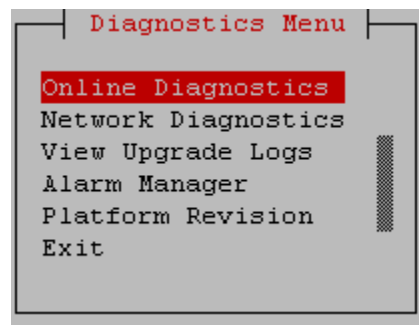 Diagnostics Menu
Online Diagnostics
Network Diagnostics
View Upgrade Logs
Alarm Manager
Platform Revision
Exit